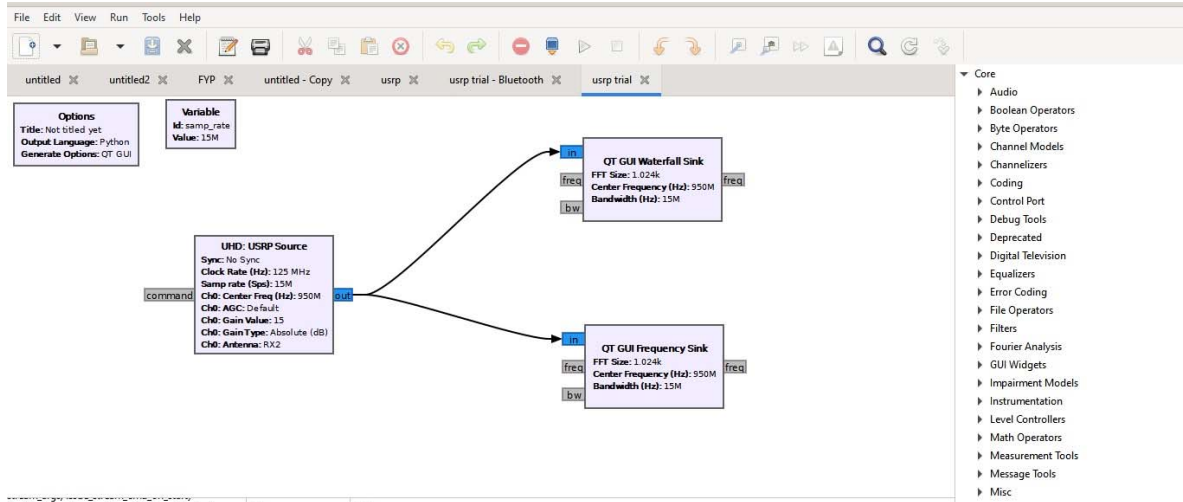 File Edit View Run Tools Help
untitled untitled2 FYP untitled - Copy usrp usrp trial - Bluetooth usrp trial
Options
Title: Not titled yet
Output Language: Python
Generate Options: QT GUI
Variable
Id: samp_rate
Value: 15M
UHD: USRP Source
Sync: No Sync
Clock Rate (Hz): 125 MHz
Samp rate (Sps): 15M
Ch0: Center Freq (Hz): 950M
Ch0: AGC: Default
Ch0: Gain Value: 15
Ch0: Gain Type: Absolute (dB)
Ch0: Antenna: RX2
command
out
in
freq
bw
QT GUI Waterfall Sink
FFT Size: 1.024k
Center Frequency (Hz): 950M
Bandwidth (Hz): 15M
freq
in
freq
bw
QT GUI Frequency Sink
FFT Size: 1.024k
Center Frequency (Hz): 950M
Bandwidth (Hz): 15M
freq
Core
Audio
Boolean Operators
Byte Operators
Channel Models
Channelizers
Coding
Control Port
Debug Tools
Deprecated
Digital Television
Equalizers
Error Coding
File Operators
Filters
Fourier Analysis
GUI Widgets
Impairment Models
Instrumentation
Level Controllers
Math Operators
Measurement Tools
Message Tools
Misc